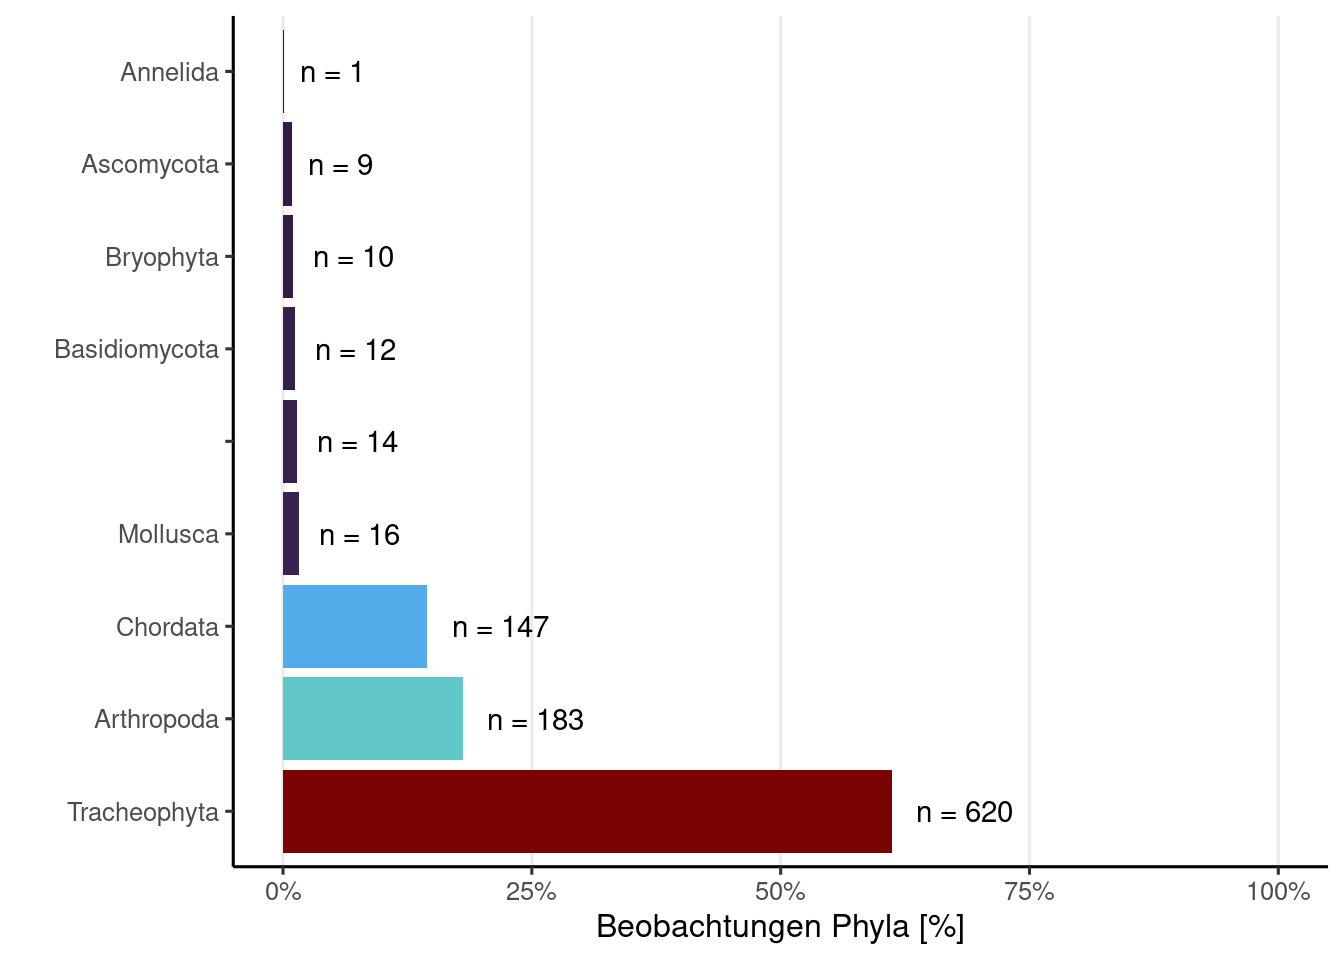 Annelida n = 1
Ascomycota n = 9
Bryophyta n = 10
Basidiomycota n = 12
n = 14
Mollusca n = 16
Chordata n = 147
Arthropoda n = 183
Tracheophyta n = 620
0% 25% 50% 75% 100%
Beobachtungen Phyla [%]